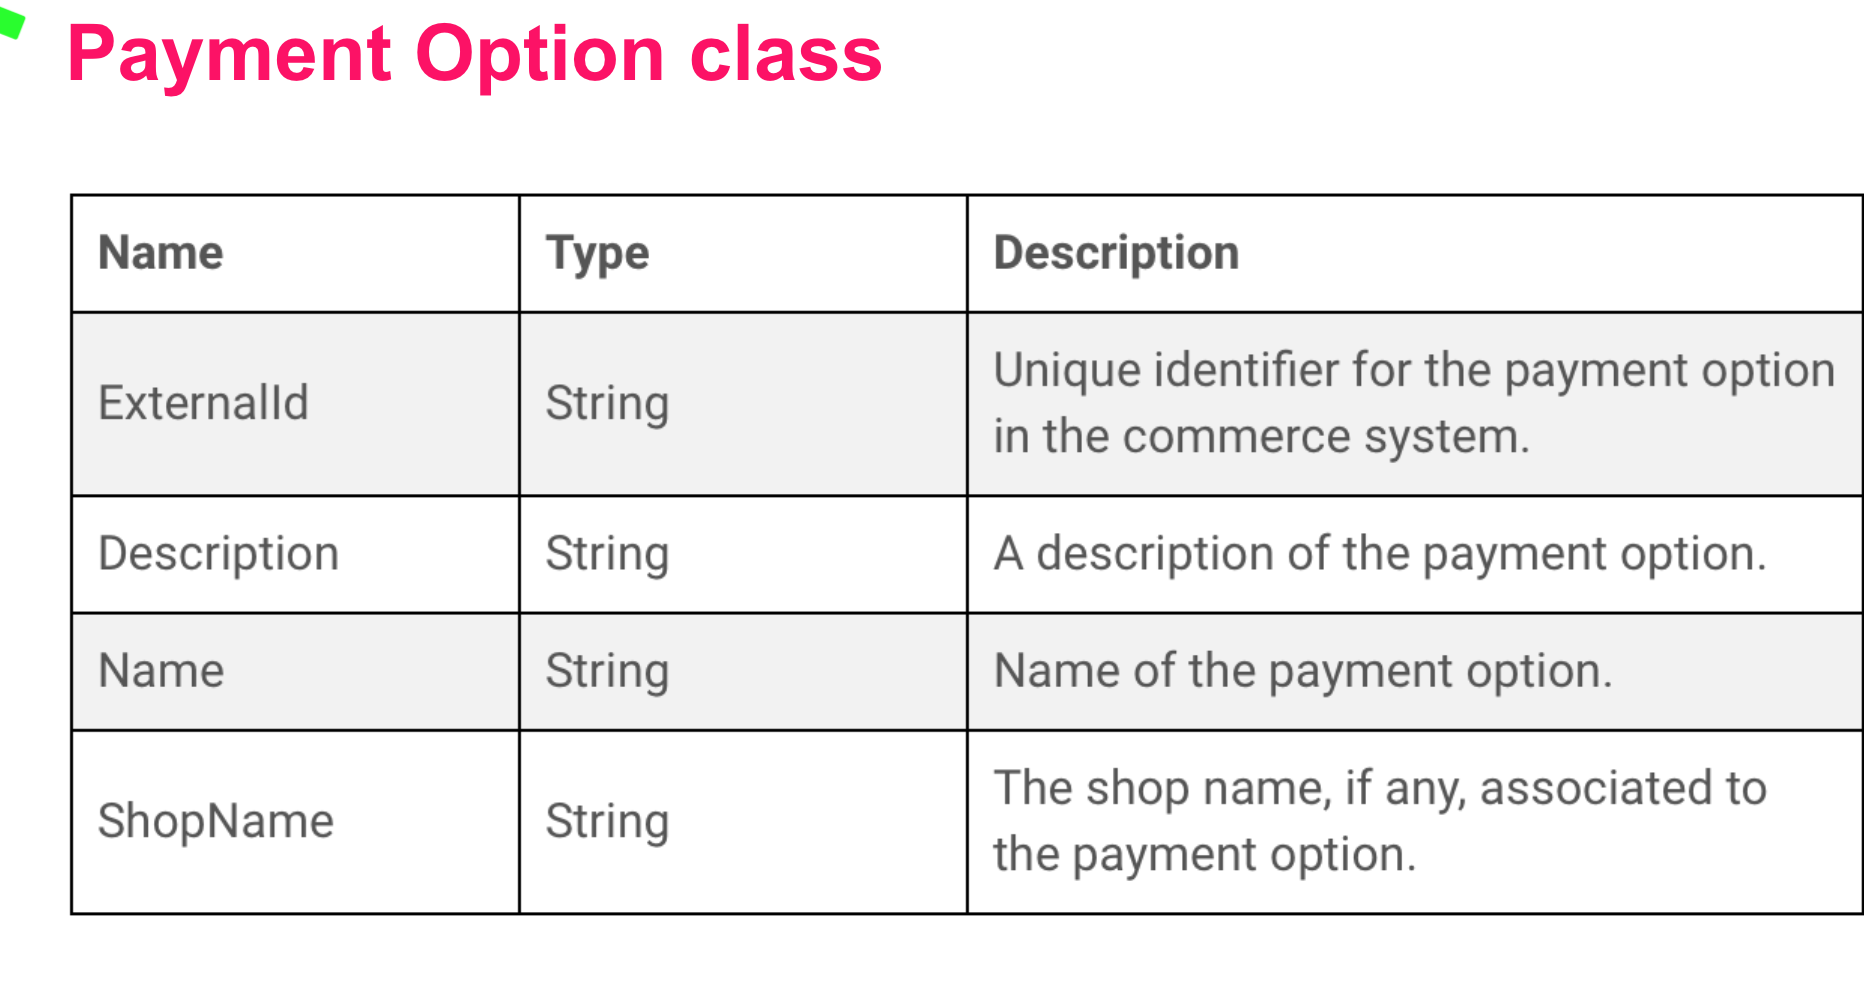 Payment Option class
Name Type Description
ExternalId String Unique identifier for the payment option
in the commerce system.
Description String A description of the payment option.
Name String Name of the payment option.
ShopName String The shop name, if any, associated to
the payment option.